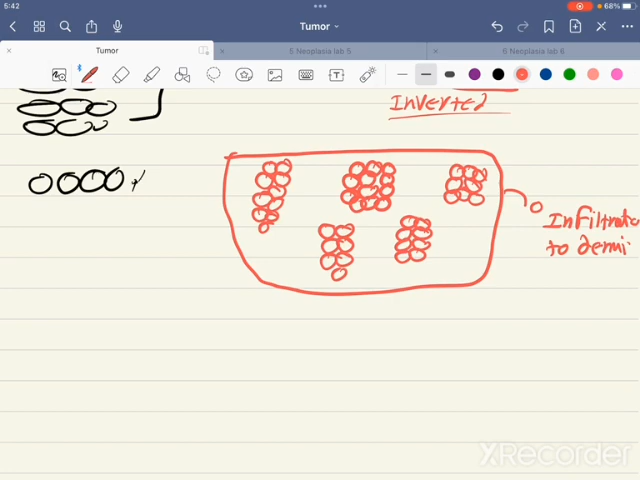 5:42
68%
Tumor
Tumor
5 Neoplasia lab 5
6 Neoplasia lab 6
Inverted
Infiltrate
to dermi
XRecorder